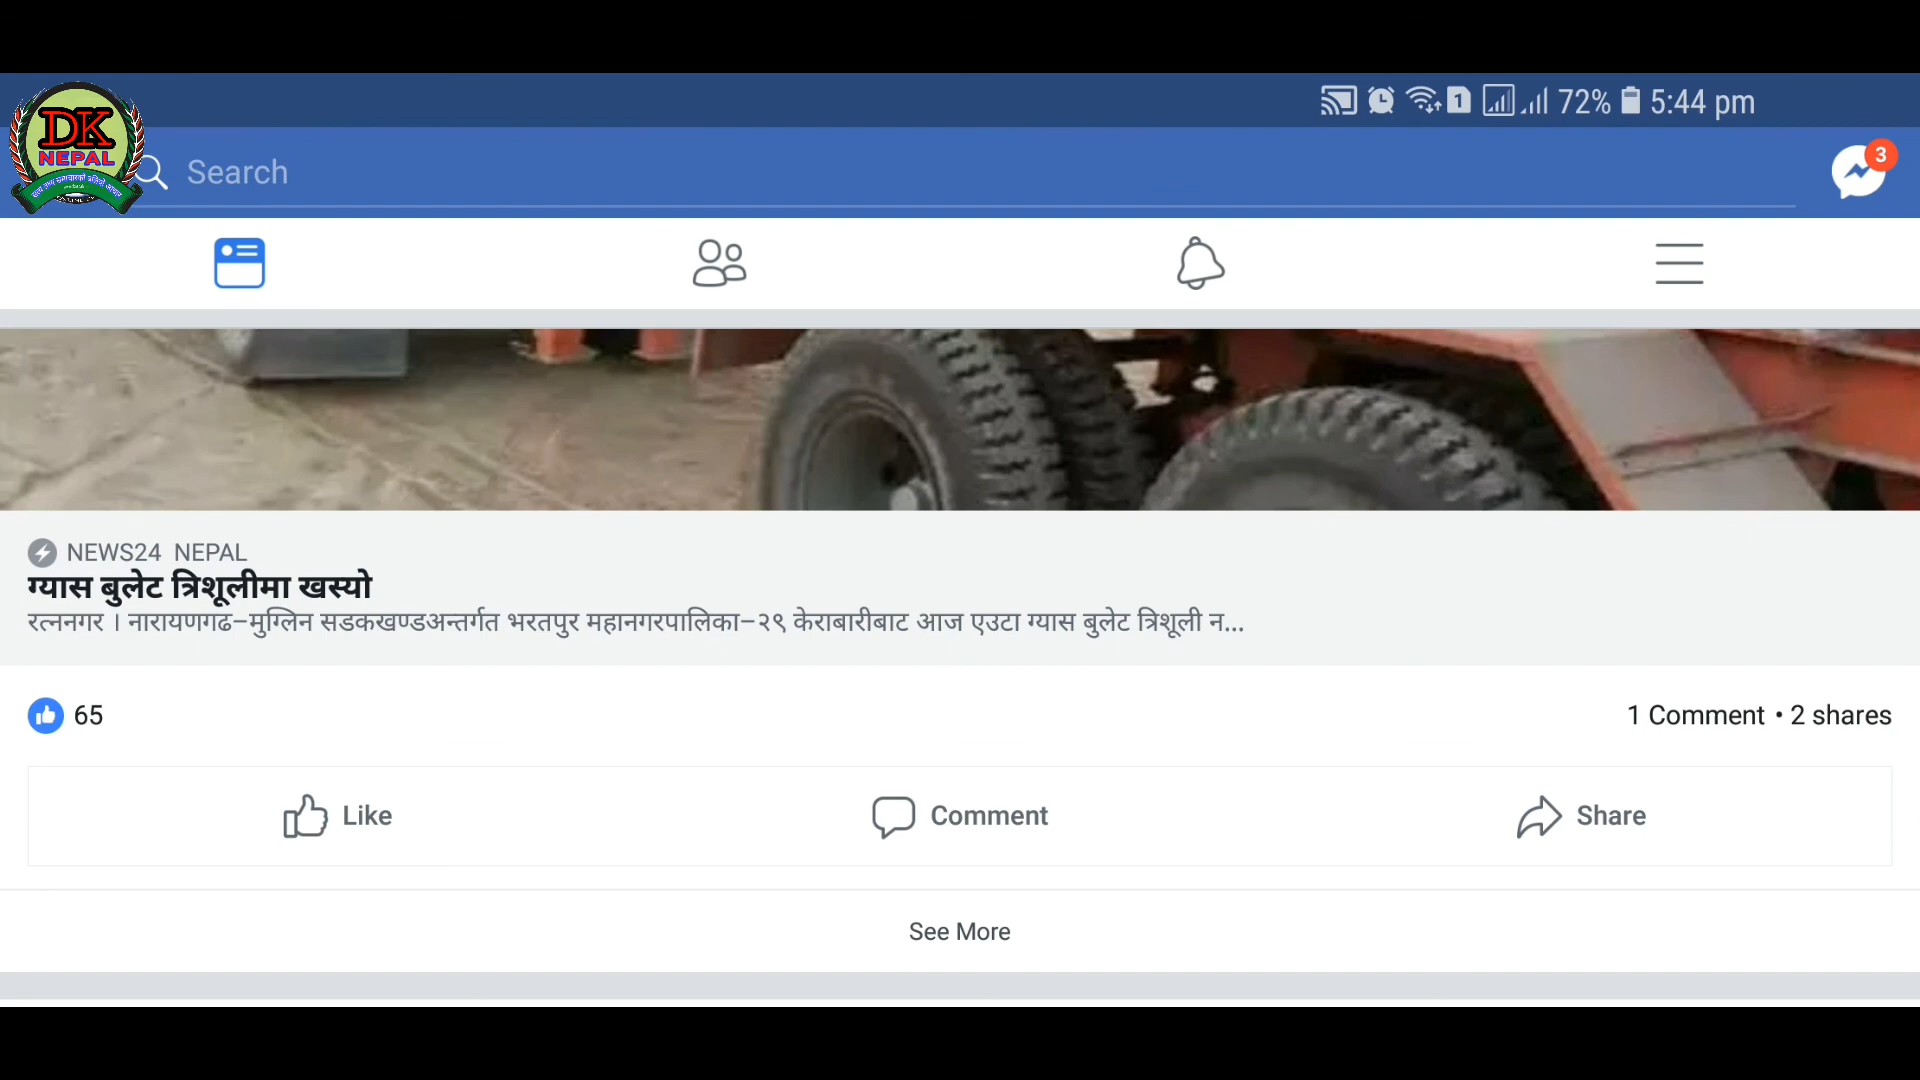 1 72% 5:44 pm
DK
NEPAL
Search
3
NEWS24 NEPAL
ग्यास बुलेट त्रिशूलीमा खस्यो
रत्ननगर । नारायणगढ–मुग्लिन सडकखण्डअन्तर्गत भरतपुर महानगरपालिका–२९ केराबारीबाट आज एउटा ग्यास बुलेट त्रिशूली न...
65
1 Comment • 2 shares
Like
Comment
Share
See More